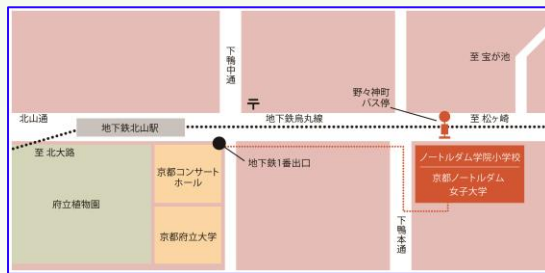 下鴨中通
至 宝が池
野々神町
バス停
〒
北山通
地下鉄烏丸線
至 松ヶ崎
地下鉄北山駅
至 北大路
地下鉄1番出口
京都コンサート
ホール
府立植物園
京都府立大学
下鴨本通
ノートルダム学院小学校
京都ノートルダム
女子大学